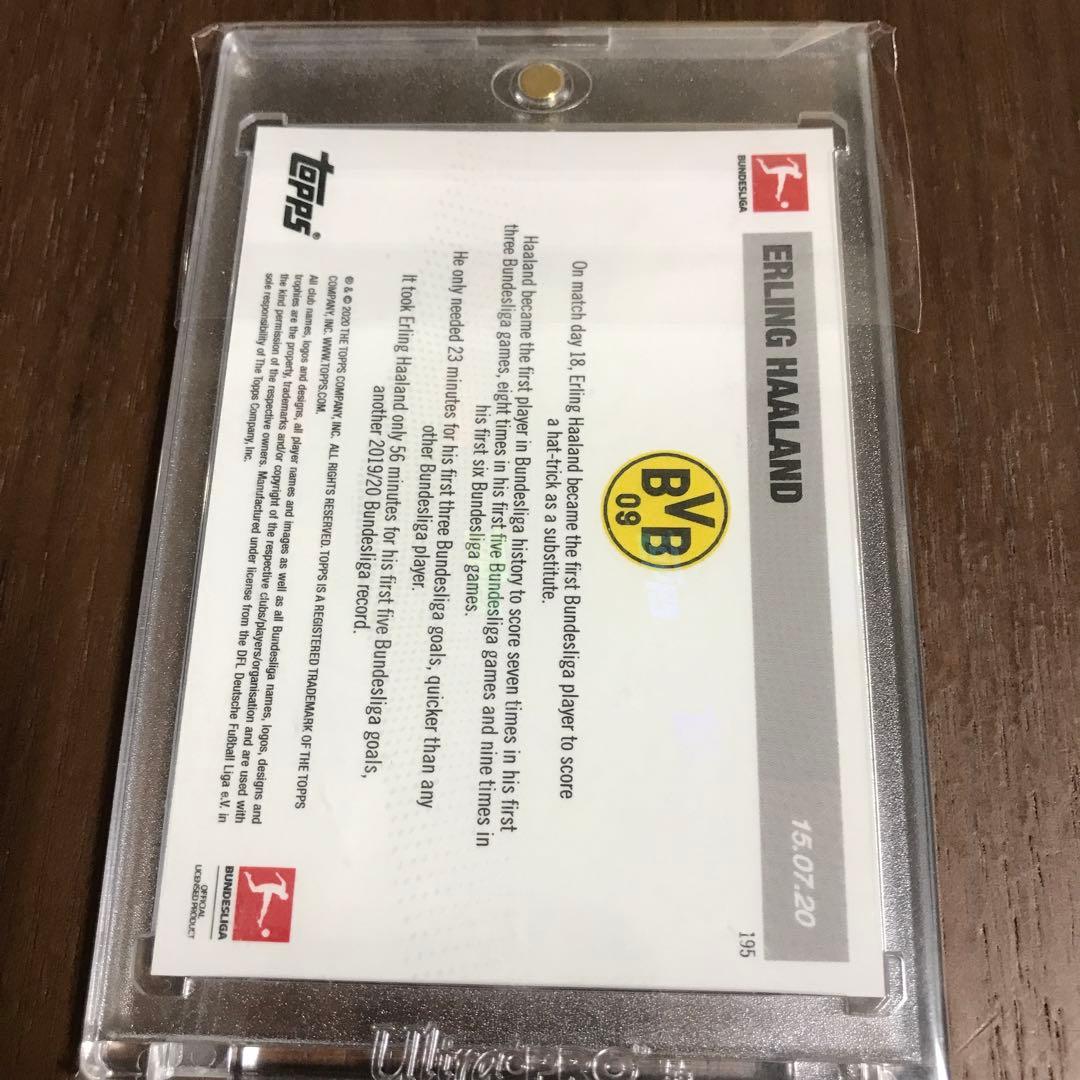 BUNDESLIGA
ERLING HAALAND
15.07.20
195
BVB
09
On match day 18, Erling Haaland became the first Bundesliga player to score
a hat-trick as a substitute.
Haaland became the first player in Bundesliga history to score seven times in his first
three Bundesliga games, eight times in his first five Bundesliga games and nine times in
his first six Bundesliga games.
He only needed 23 minutes for his first three Bundesliga goals, quicker than any
other Bundesliga player.
It took Erling Haaland only 56 minutes for his first five Bundesliga goals,
another 2019/20 Bundesliga record.
topps®
® & © 2020 THE TOPPS COMPANY, INC. ALL RIGHTS RESERVED. TOPPS IS A REGISTERED TRADEMARK OF THE TOPPS
COMPANY, INC. WWW.TOPPS.COM.
All club names, logos and designs, all player names and images as well as all Bundesliga names, logos, designs and
trophies are the property, trademarks and/or copyright of the respective clubs/players/organisation and are used with
the kind permission of the respective owners. Manufactured under license from the DFL Deutsche Fußball Liga e.V. in
sole responsibility of The Topps Company, Inc.
BUNDESLIGA
OFFICIAL
LICENSED PRODUCT
Ultra PRO